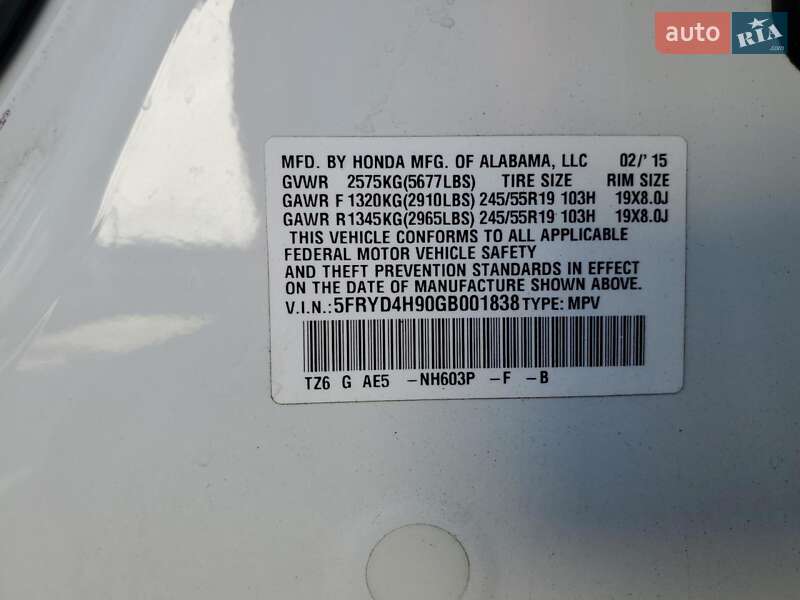 auto RIA.com
MFD. BY HONDA MFG. OF ALABAMA, LLC 02/'15
GVWR 2575KG(5677LBS) TIRE SIZE RIM SIZE
GAWR F 1320KG(2910LBS) 245/55R19 103H 19X8.0J
GAWR R1345KG(2965LBS) 245/55R19 103H 19X8.0J
THIS VEHICLE CONFORMS TO ALL APPLICABLE
FEDERAL MOTOR VEHICLE SAFETY
AND THEFT PREVENTION STANDARDS IN EFFECT
ON THE DATE OF MANUFACTURE SHOWN ABOVE.
V.I.N.: 5FRYD4H90GB001838 TYPE: MPV
TZ6 G AE5 -NH603P -F -B